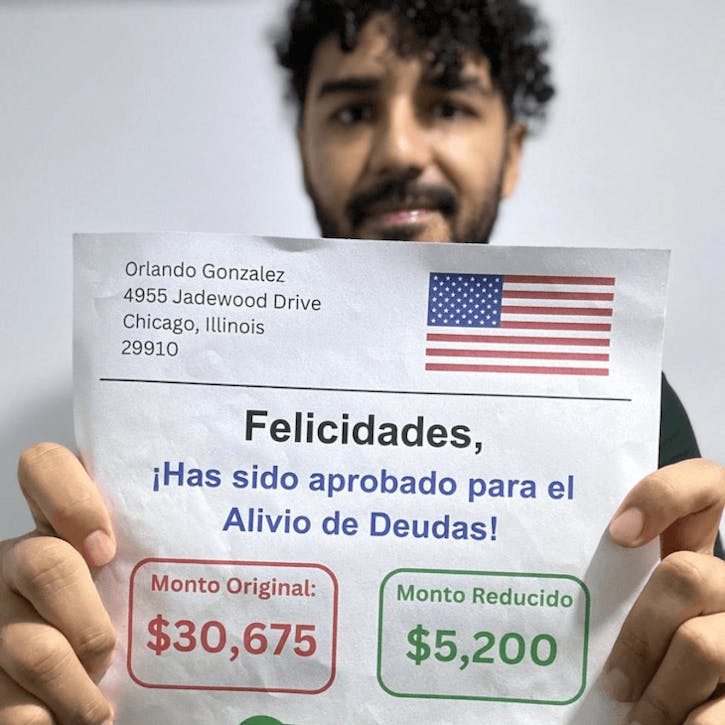 Orlando Gonzalez
4955 Jadewood Drive
Chicago, Illinois
29910
Felicidades,
¡Has sido aprobado para el
Alivio de Deudas!
Monto Original:
$30,675
Monto Reducido
$5,200